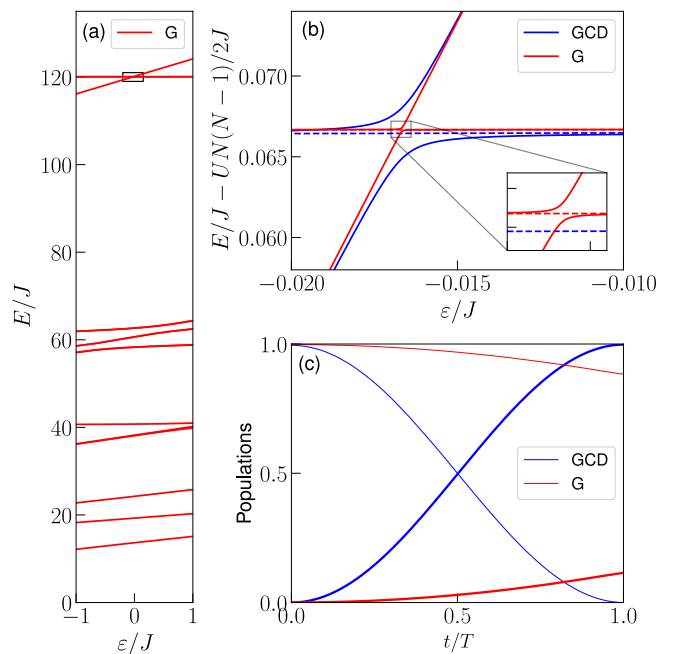 (a)
G
120
100
80
60
40
20
0
E/J
−1
0
1
ε/J
(b)
GCD
G
0.070
0.065
0.060
E/J − UN(N − 1)/2J
−0.020
−0.015
−0.010
ε/J
(c)
1.0
0.5
0.0
Populations
GCD
G
0.0
0.5
1.0
t/T